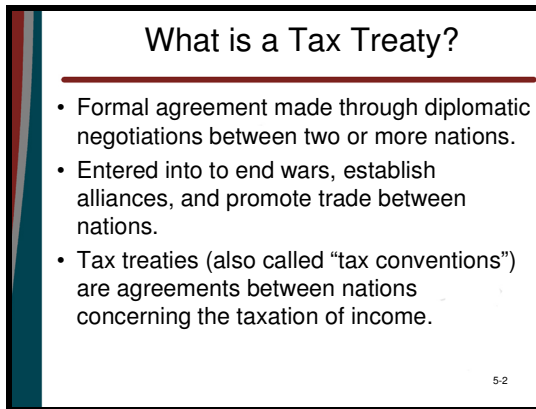 What is a Tax Treaty?
• Formal agreement made through diplomatic
negotiations between two or more nations.
• Entered into to end wars, establish
alliances, and promote trade between
nations.
• Tax treaties (also called “tax conventions”)
are agreements between nations
concerning the taxation of income.
5-2